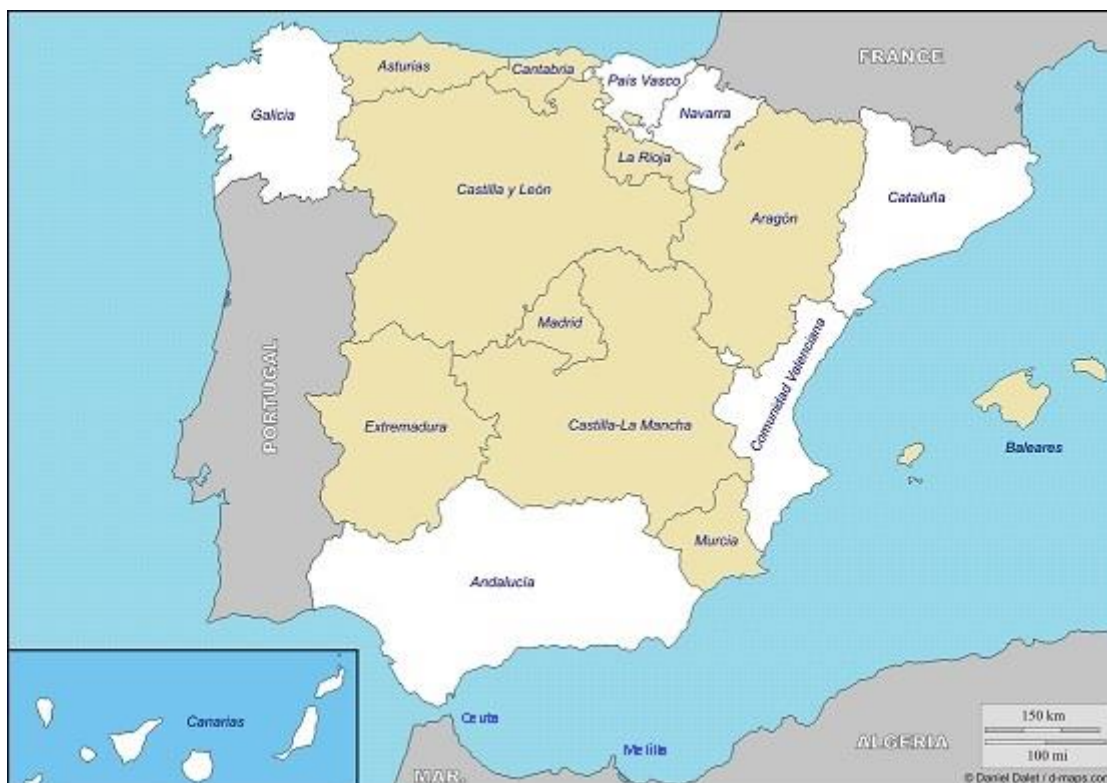 FRANCE
Asturias
Cantabria
País Vasco
Navarra
Galicia
La Rioja
Castilla y León
Cataluña
Aragón
Madrid
PORTUGAL
Comunidad Valenciana
Extremadura
Castilla-La Mancha
Baleares
Murcia
Andalucía
Canarias
Ceuta
Melilla
150 km
ALGERIA
100 mi
MAR.
© Daniel Dalet / d-maps.com